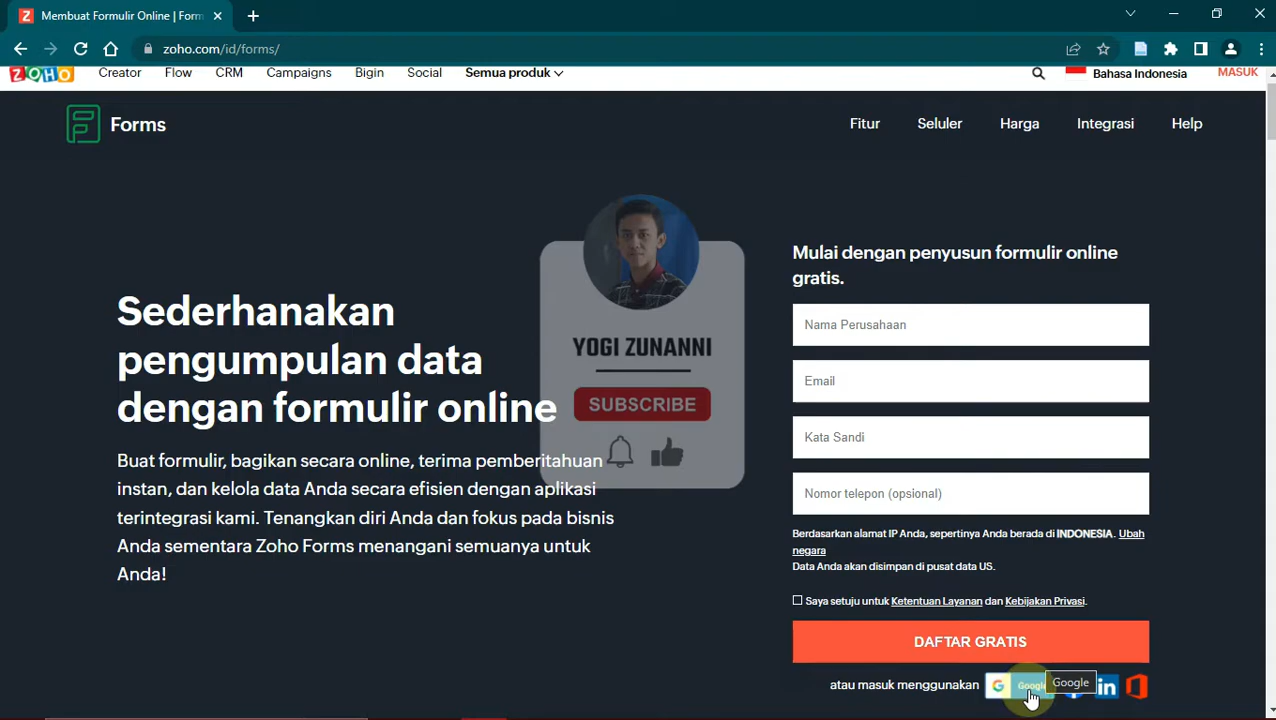 Membuat Formulir Online | Form
zoho.com/id/forms/
ZOHO Creator Flow CRM Campaigns Bigin Social Semua produk Bahasa Indonesia MASUK
Forms Fitur Seluler Harga Integrasi Help
Sederhanakan
pengumpulan data
dengan formulir online
Buat formulir, bagikan secara online, terima pemberitahuan
instan, dan kelola data Anda secara efisien dengan aplikasi
terintegrasi kami. Tenangkan diri Anda dan fokus pada bisnis
Anda sementara Zoho Forms menangani semuanya untuk
Anda!
YOGI ZUNANNI
SUBSCRIBE
Mulai dengan penyusun formulir online
gratis.
Nama Perusahaan
Email
Kata Sandi
Nomor telepon (opsional)
Berdasarkan alamat IP Anda, sepertinya Anda berada di INDONESIA. Ubah
negara
Data Anda akan disimpan di pusat data US.
Saya setuju untuk Ketentuan Layanan dan Kebijakan Privasi.
DAFTAR GRATIS
atau masuk menggunakan G Google Google in